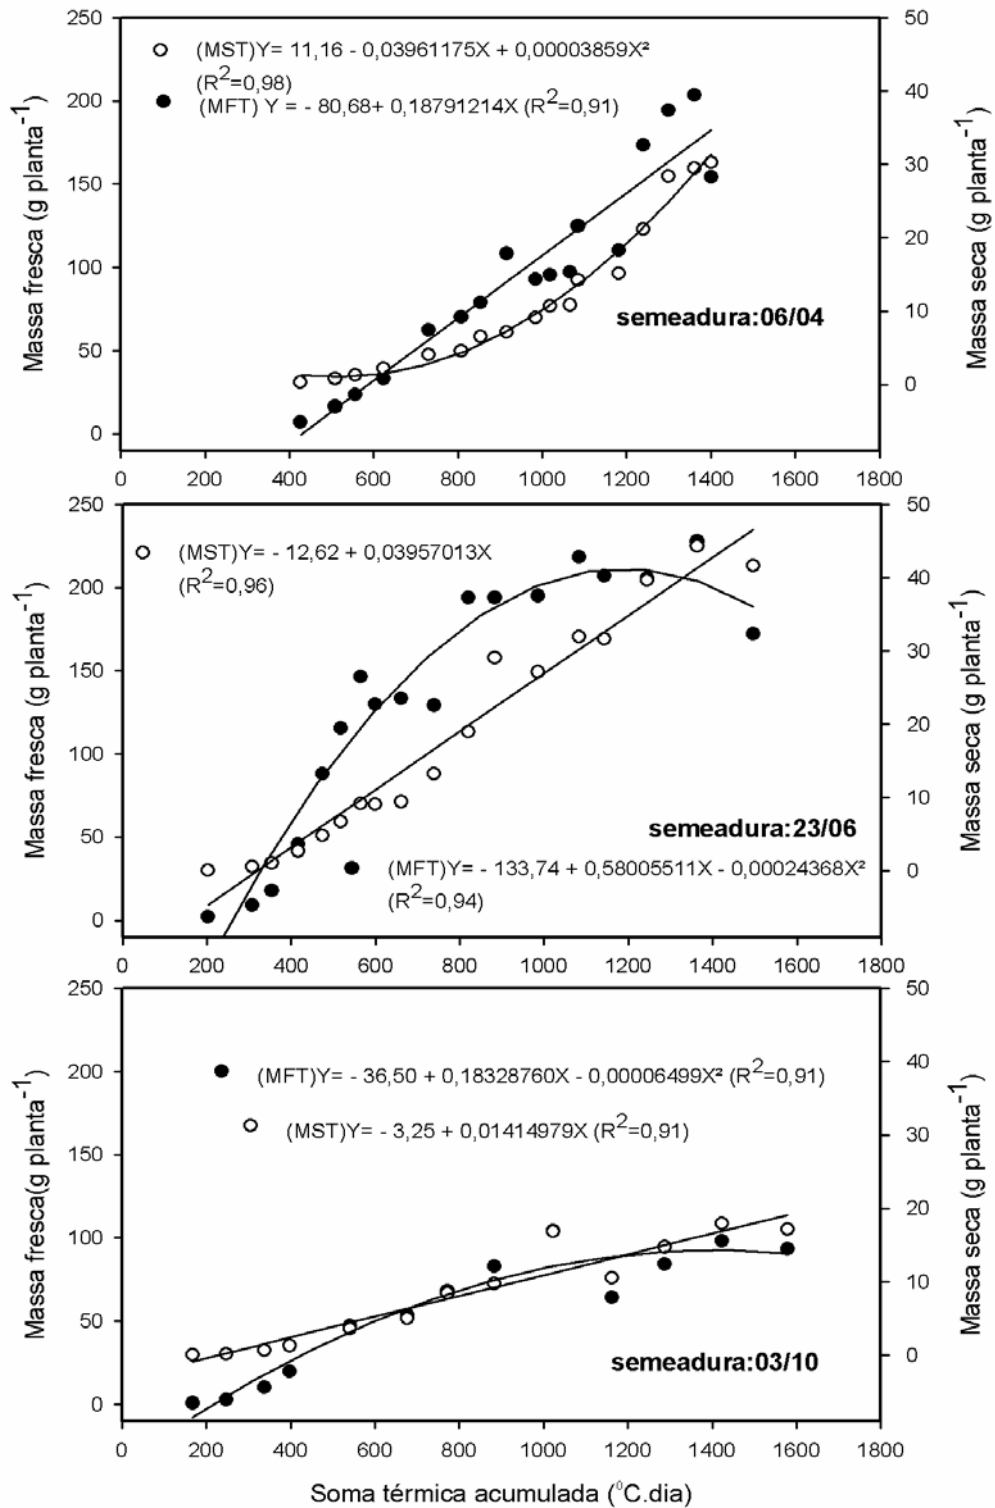 250
200
150
100
50
0
Massa fresca (g planta⁻¹)
50
40
30
20
10
0
Massa seca (g planta⁻¹)
(MST)Y= 11,16 - 0,03961175X + 0,00003859X²
(R²=0,98)
(MFT) Y = - 80,68+ 0,18791214X (R²=0,91)
semeadura:06/04
0 200 400 600 800 1000 1200 1400 1600 1800
250
200
150
100
50
0
Massa fresca (g planta⁻¹)
50
40
30
20
10
0
Massa seca (g planta⁻¹)
(MST)Y= - 12,62 + 0,03957013X
(R²=0,96)
semeadura:23/06
(MFT)Y= - 133,74 + 0,58005511X - 0,00024368X²
(R²=0,94)
0 200 400 600 800 1000 1200 1400 1600 1800
250
200
150
100
50
0
Massa fresca(g planta⁻¹)
50
40
30
20
10
0
Massa seca (g planta⁻¹)
(MFT)Y= - 36,50 + 0,18328760X - 0,00006499X² (R²=0,91)
(MST)Y= - 3,25 + 0,01414979X (R²=0,91)
semeadura:03/10
0 200 400 600 800 1000 1200 1400 1600 1800
Soma térmica acumulada (⁰C.dia)